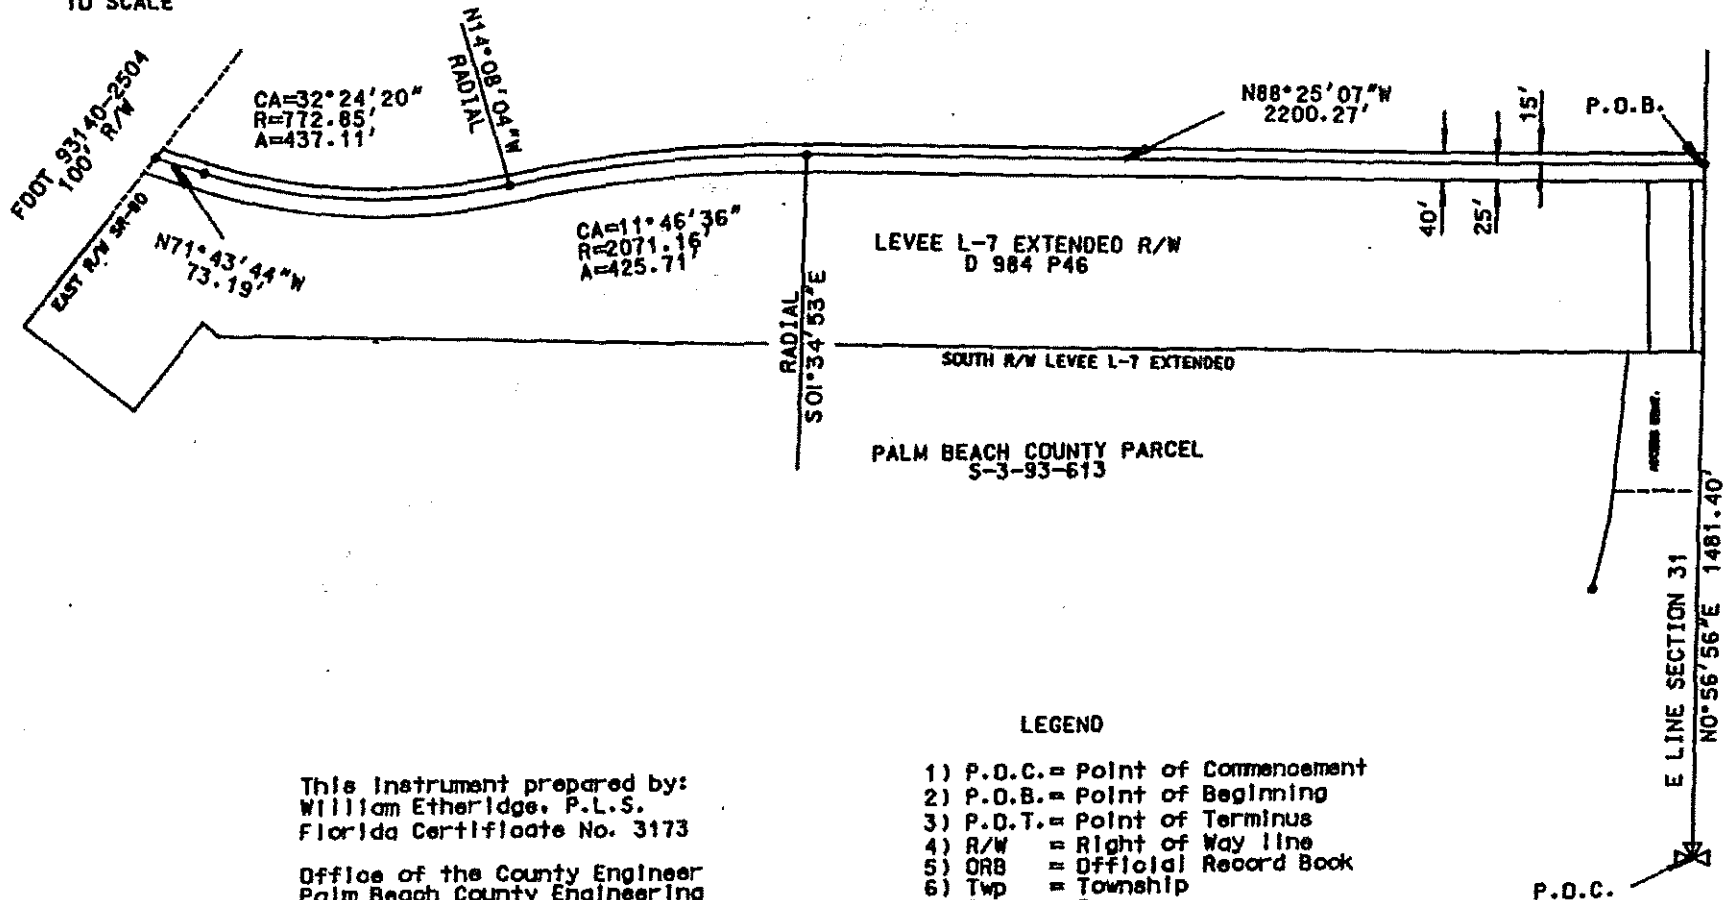 TO SCALE
FDOT 93140-2504
100' R/W
CA=32°24'20"
R=772.85'
A=437.11'
N14°08'04"W
RADIAL
N88°25'07"W
2200.27'
15'
P.O.B.
EAST R/W SR-80
N71°43'44"W
73.19'
CA=11°46'36"
R=2071.16'
A=425.71'
LEVEE L-7 EXTENDED R/W
D 984 P46
40'
25'
RADIAL
S01°34'53"E
SOUTH R/W LEVEE L-7 EXTENDED
PALM BEACH COUNTY PARCEL
S-3-93-613
E LINE SECTION 31
N0°56'56"E 1481.40'
LEGEND
This instrument prepared by:
William Etheridge, P.L.S.
Florida Certificate No. 3173
Office of the County Engineer
Palm Beach County Engineering
1) P.O.C.= Point of Commencement
2) P.O.B.= Point of Beginning
3) P.O.T.= Point of Terminus
4) R/W = Right of Way line
5) ORB = Official Record Book
6) Twp = Township
P.O.C.